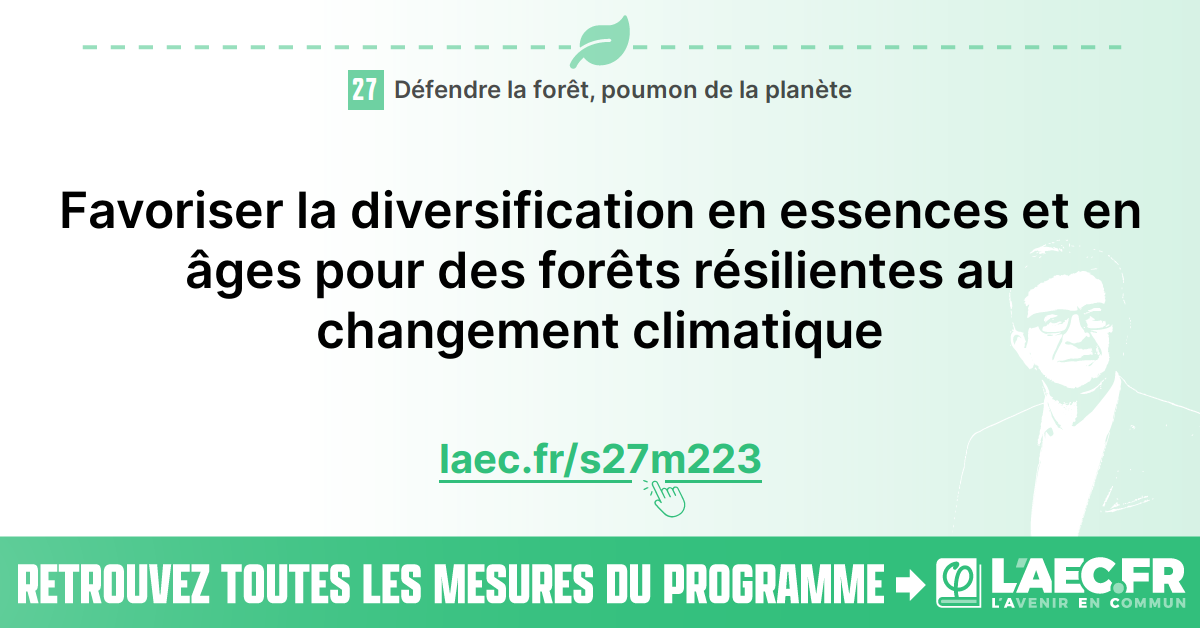 27 Défendre la forêt, poumon de la planète
Favoriser la diversification en essences et en
âges pour des forêts résilientes au
changement climatique
laec.fr/s27m223
RETROUVEZ TOUTES LES MESURES DU PROGRAMME
φ L'AEC.FR
L'AVENIR EN COMMUN